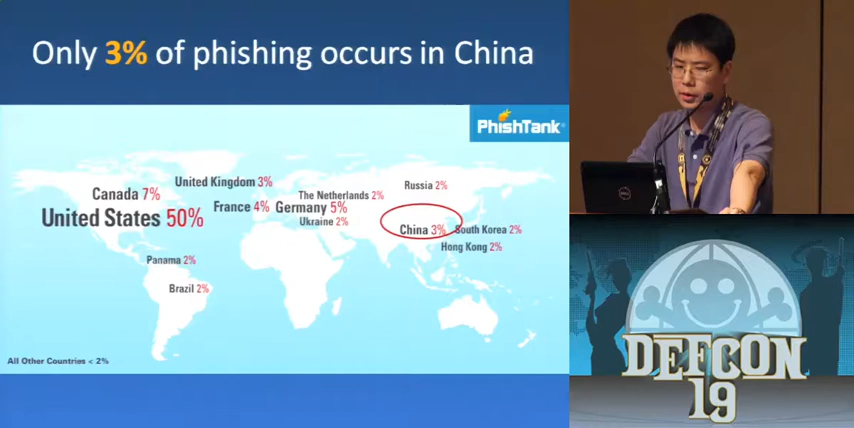 Only 3% of phishing occurs in China
PhishTank®
Canada 7%
United Kingdom 3%
Russia 2%
The Netherlands 2%
United States 50%
France 4%
Germany 5%
Ukraine 2%
China 3%
South Korea 2%
Hong Kong 2%
Panama 2%
Brazil 2%
All Other Countries < 2%
DELL
DEFCON
19